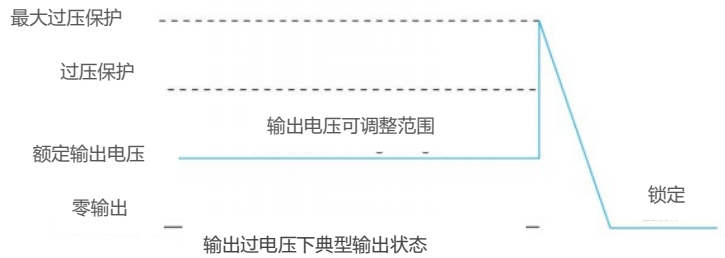 最大过压保护
过压保护
输出电压可调整范围
额定输出电压
零输出
锁定
输出过电压下典型输出状态